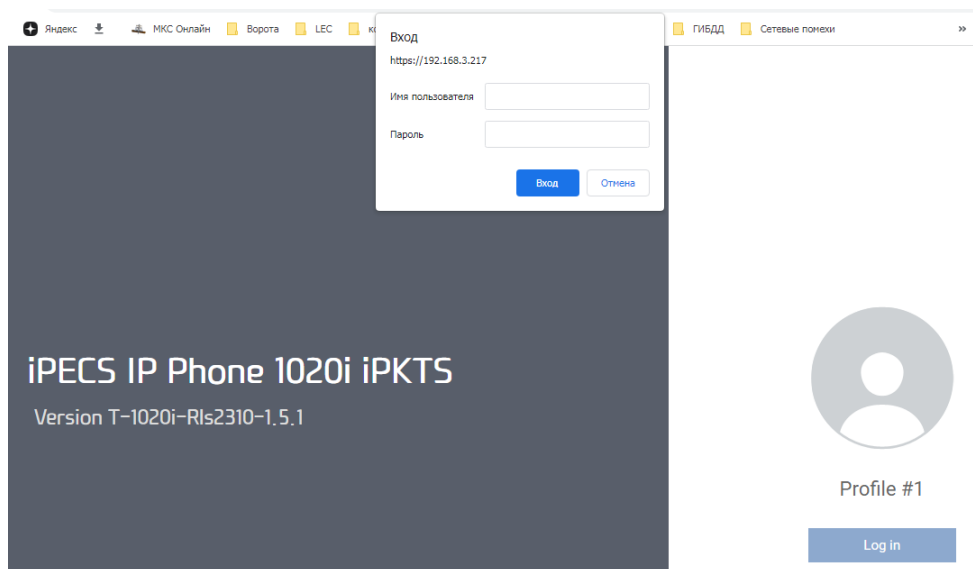 Яндекс
МКС Онлайн
Ворота
LEC
ГИБДД
Сетевые помехи
»
Вход
https://192.168.3.217
Имя пользователя
Пароль
Вход Отмена
iPECS IP Phone 1020i iPKTS
Version T-1020i-Rls2310-1.5.1
Profile #1
Log in